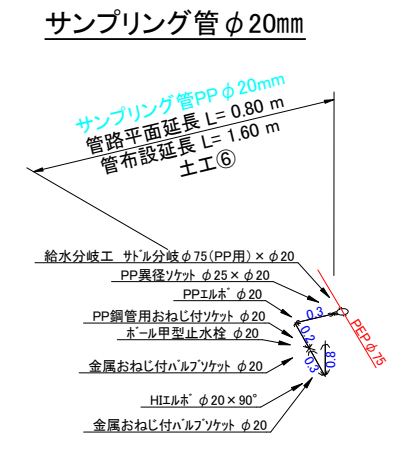 サンプリング管φ20mm
サンプリング管PPφ20mm
管路平面延長 L= 0.80 m
管布設延長 L= 1.60 m
土工⑥
給水分岐工 サドル分岐φ75(PP用)×φ20
PP異径ソケット φ25×φ20
PPエルボ φ20
PP鋼管用おねじ付ソケット φ20
ボール甲型止水栓 φ20
金属おねじ付バルブソケット φ20
HIエルボ φ20×90°
金属おねじ付バルブソケット φ20
0.3
0.2
0.3
0.8
PEPφ75